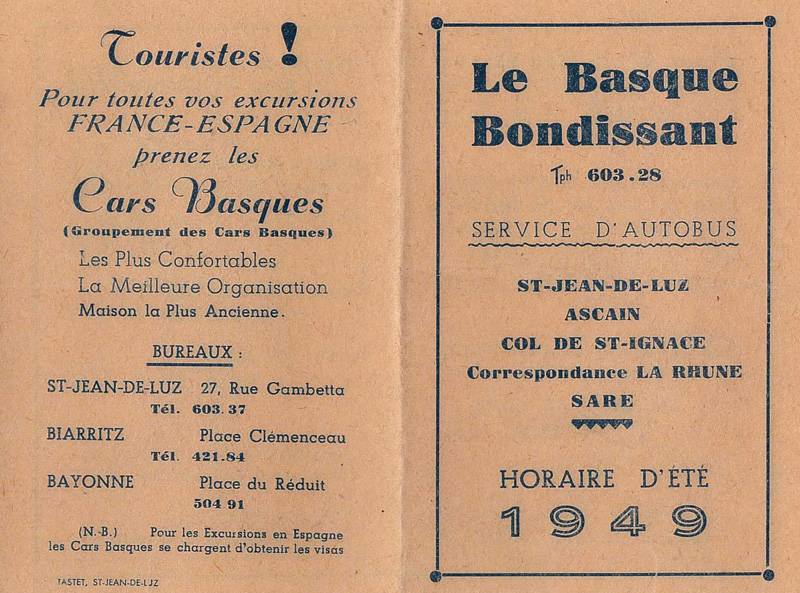 Touristes !
Pour toutes vos excursions
FRANCE-ESPAGNE
prenez les
Cars Basques
(Groupement des Cars Basques)
Les Plus Confortables
La Meilleure Organisation
Maison la Plus Ancienne.
BUREAUX :
ST-JEAN-DE-LUZ 27, Rue Gambetta
Tél. 603.37
BIARRITZ Place Clémenceau
Tél. 421.84
BAYONNE Place du Réduit
504 91
(N.-B.) Pour les Excursions en Espagne
les Cars Basques se chargent d'obtenir les visas
TASTET, ST-JEAN-DE-LUZ
Le Basque
Bondissant
Tph 603.28
SERVICE D'AUTOBUS
ST-JEAN-DE-LUZ
ASCAIN
COL DE ST-IGNACE
Correspondance LA RHUNE
SARE
HORAIRE D'ÉTÉ
1949